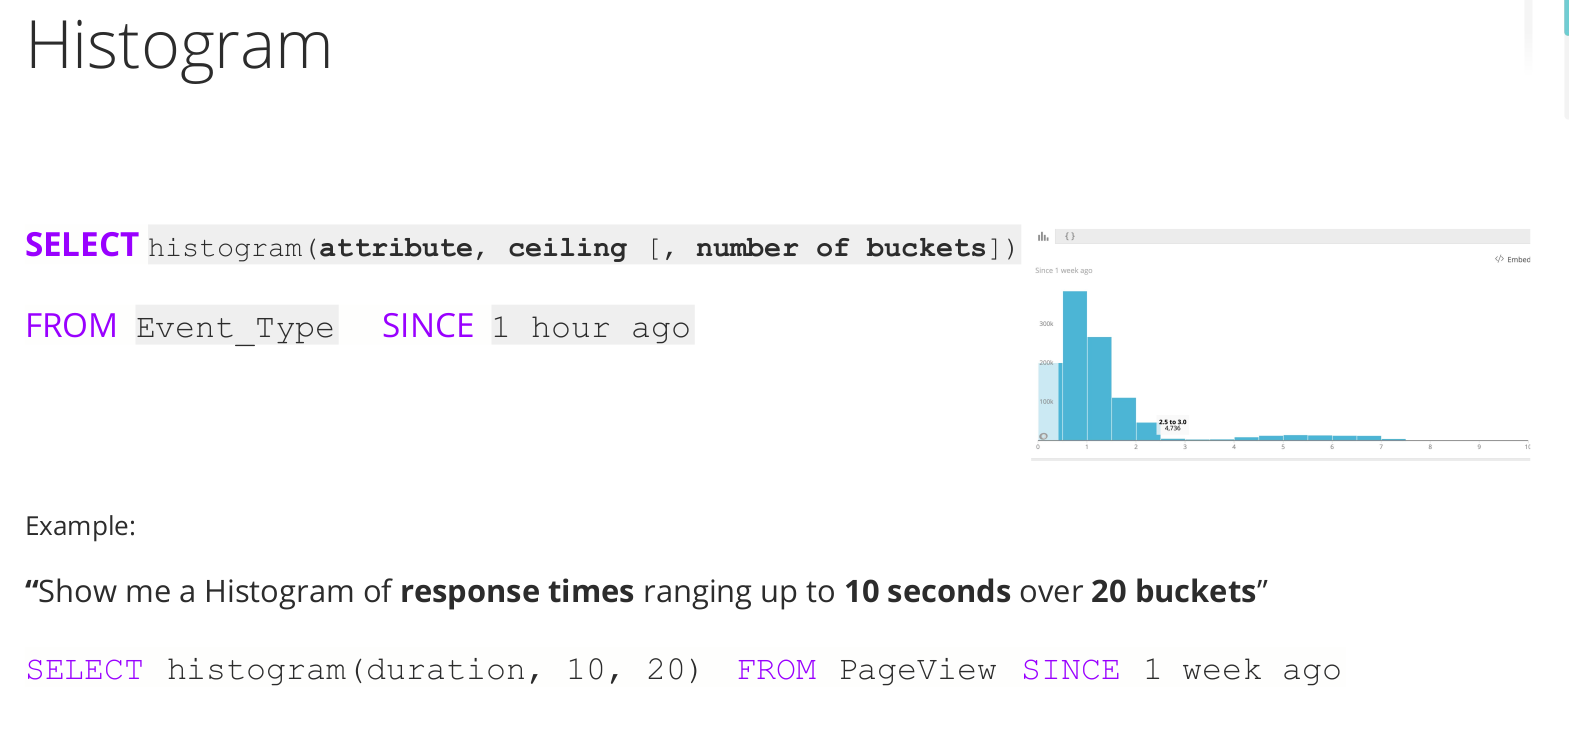 Histogram
SELECT histogram(attribute, ceiling [, number of buckets])
FROM Event_Type SINCE 1 hour ago
{}
</> Embed
Since 1 week ago
300k
200k
100k
0
2.5 to 3.0
4,736
0 1 2 3 4 5 6 7 8 9 10
Example:
“Show me a Histogram of response times ranging up to 10 seconds over 20 buckets”
SELECT histogram(duration, 10, 20) FROM PageView SINCE 1 week ago